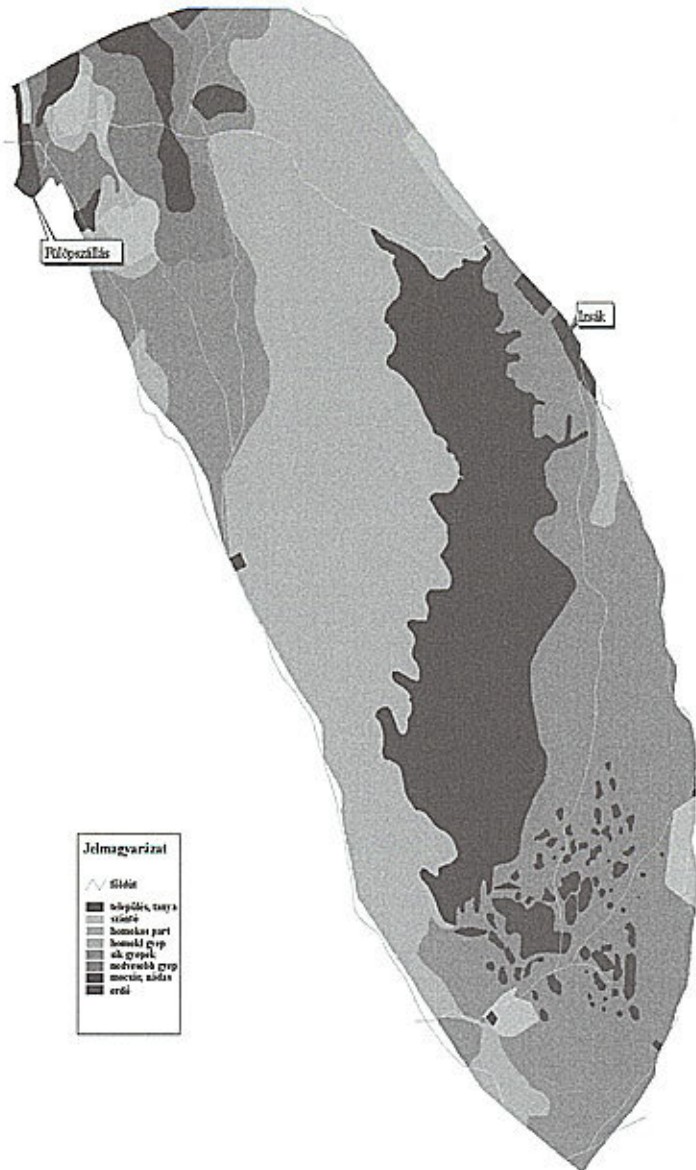 Fülöpszállás
Izsák
Jelmagyarázat
földút
település, tanya
szántó
homokos part
homoki gyep
szik gyepek
nedvesebb gyep
mocsár, nádas
erdő